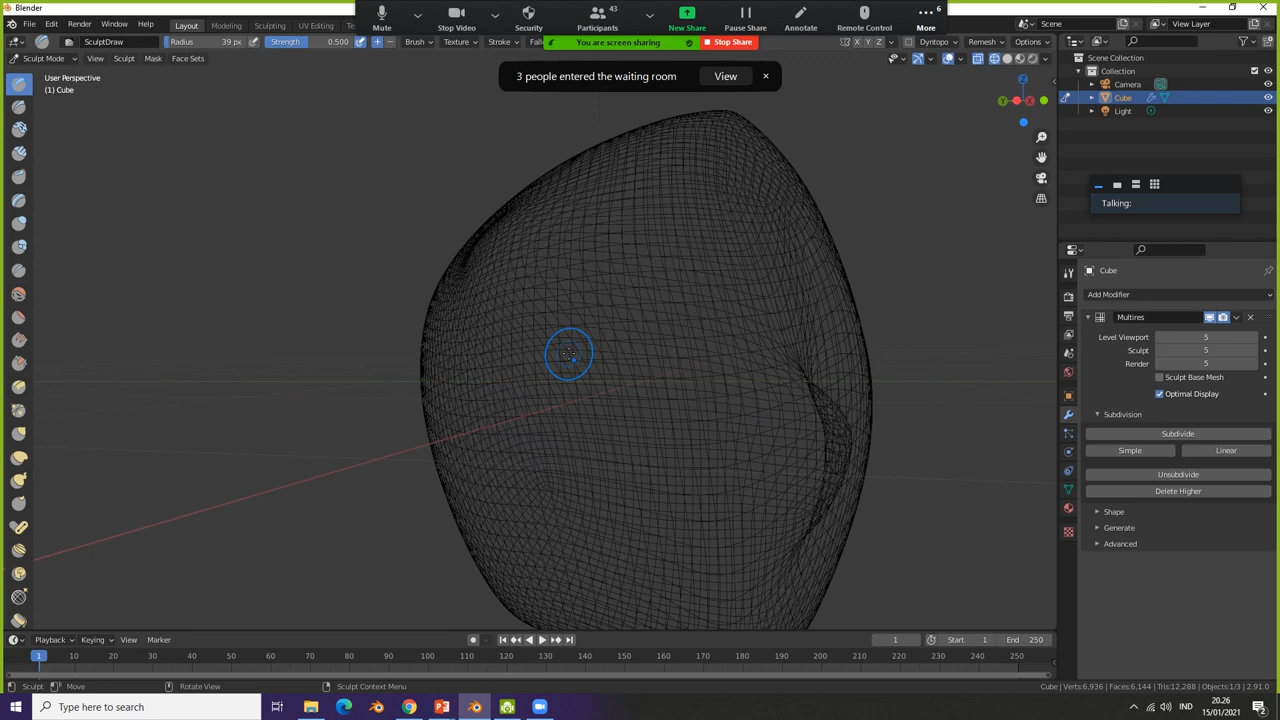 Blender
File Edit Render Window Help Layout Modeling Sculpting UV Editing
Mute Stop Video Security Participants 43 New Share Pause Share Annotate Remote Control More 6
Scene View Layer
SculptDraw Radius 39 px Strength 0.500 Brush Texture Stroke
You are screen sharing Stop Share
X Y Z Dyntopo Remesh Options
Sculpt Mode View Sculpt Mask Face Sets
User Perspective
(1) Cube
3 people entered the waiting room View
Scene Collection
Collection
Camera
Cube
Light
Talking:
Cube
Add Modifier
Multires
Level Viewport 5
Sculpt 5
Render 5
Sculpt Base Mesh
Optimal Display
Subdivision
Subdivide
Simple Linear
Unsubdivide
Delete Higher
Shape
Generate
Advanced
Playback Keying View Marker 1 Start 1 End 250
1 10 20 30 40 50 60 70 80 90 100 110 120 130 140 150 160 170 180 190 200 210 220 230 240 250
Sculpt Move Rotate View Sculpt Context Menu Cube | Verts:6,936 | Faces:6,144 | Tris:12,288 | Objects:1/3 | 2.91.0
Type here to search IND 20.26 15/01/2021 2